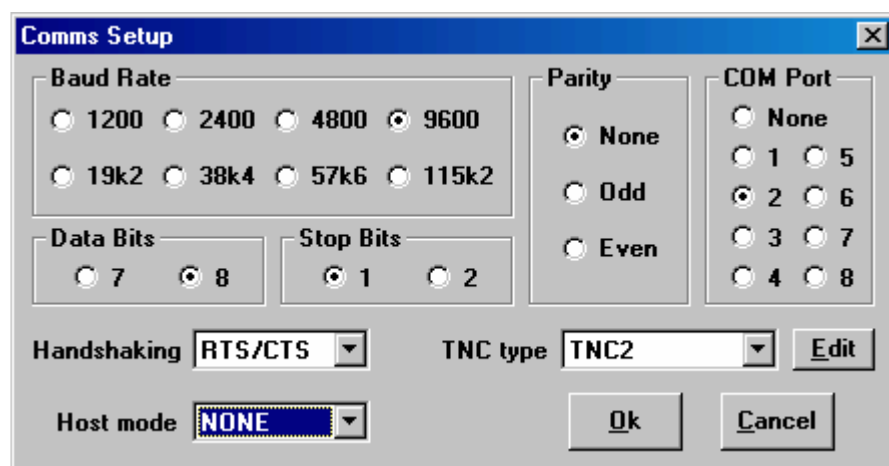 Comms Setup
Baud Rate
1200 2400 4800 9600
19k2 38k4 57k6 115k2
Data Bits
7 8
Stop Bits
1 2
Parity
None
Odd
Even
COM Port
None
1 5
2 6
3 7
4 8
Handshaking RTS/CTS
TNC type TNC2 Edit
Host mode NONE
Ok Cancel